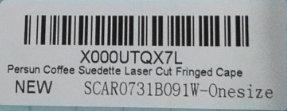 X000UTQX7L
Persun Coffee Suedette Laser Cut Fringed Cape
NEW SCAR0731B091W-Onesize